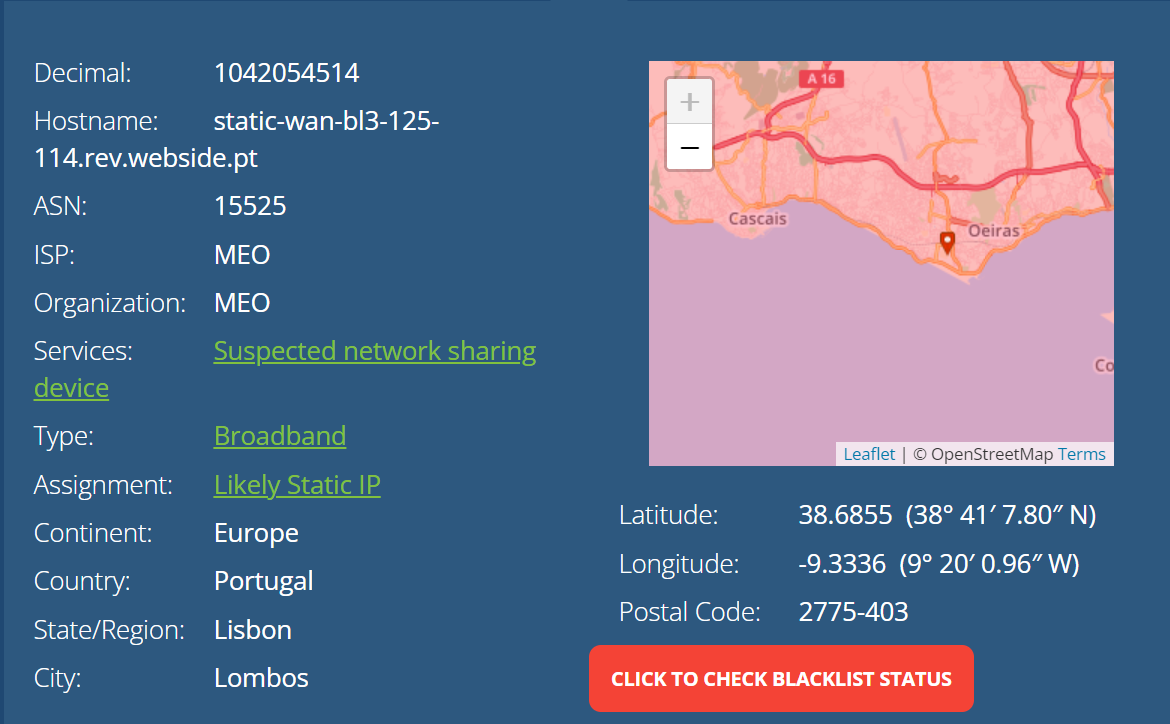 Decimal: 1042054514
Hostname: static-wan-bl3-125-
114.rev.webside.pt
ASN: 15525
ISP: MEO
Organization: MEO
Services: Suspected network sharing
device
Type: Broadband
Assignment: Likely Static IP
Continent: Europe
Country: Portugal
State/Region: Lisbon
City: Lombos
+
−
A 16
Cascais
Oeiras
Co
Leaflet | © OpenStreetMap Terms
Latitude: 38.6855 (38° 41′ 7.80″ N)
Longitude: -9.3336 (9° 20′ 0.96″ W)
Postal Code: 2775-403
CLICK TO CHECK BLACKLIST STATUS